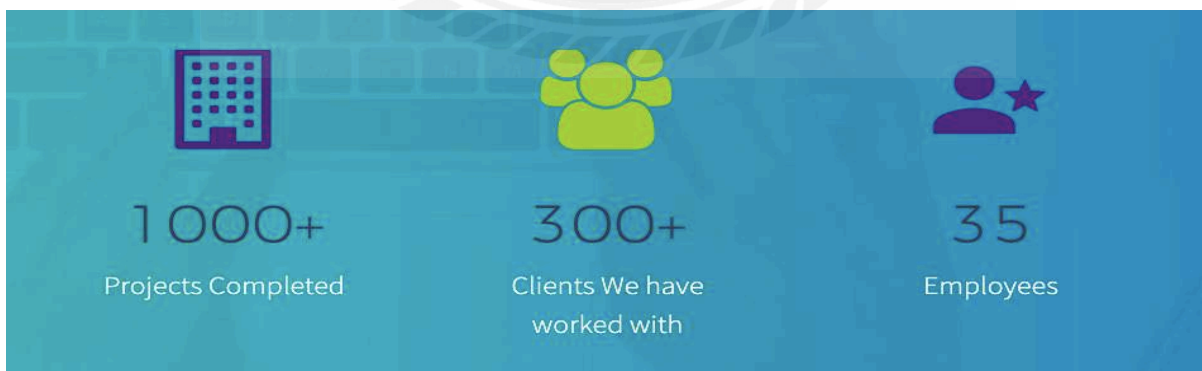 1000+
300+
35
Projects Completed
Clients We have
worked with
Employees